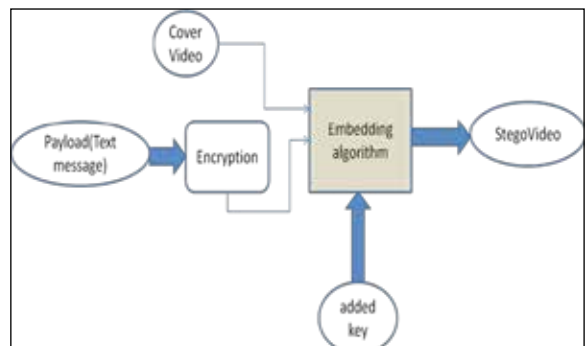 Cover
Video
Payload(Text
message)
Encryption
Embedding
algorithm
StegoVideo
added
key